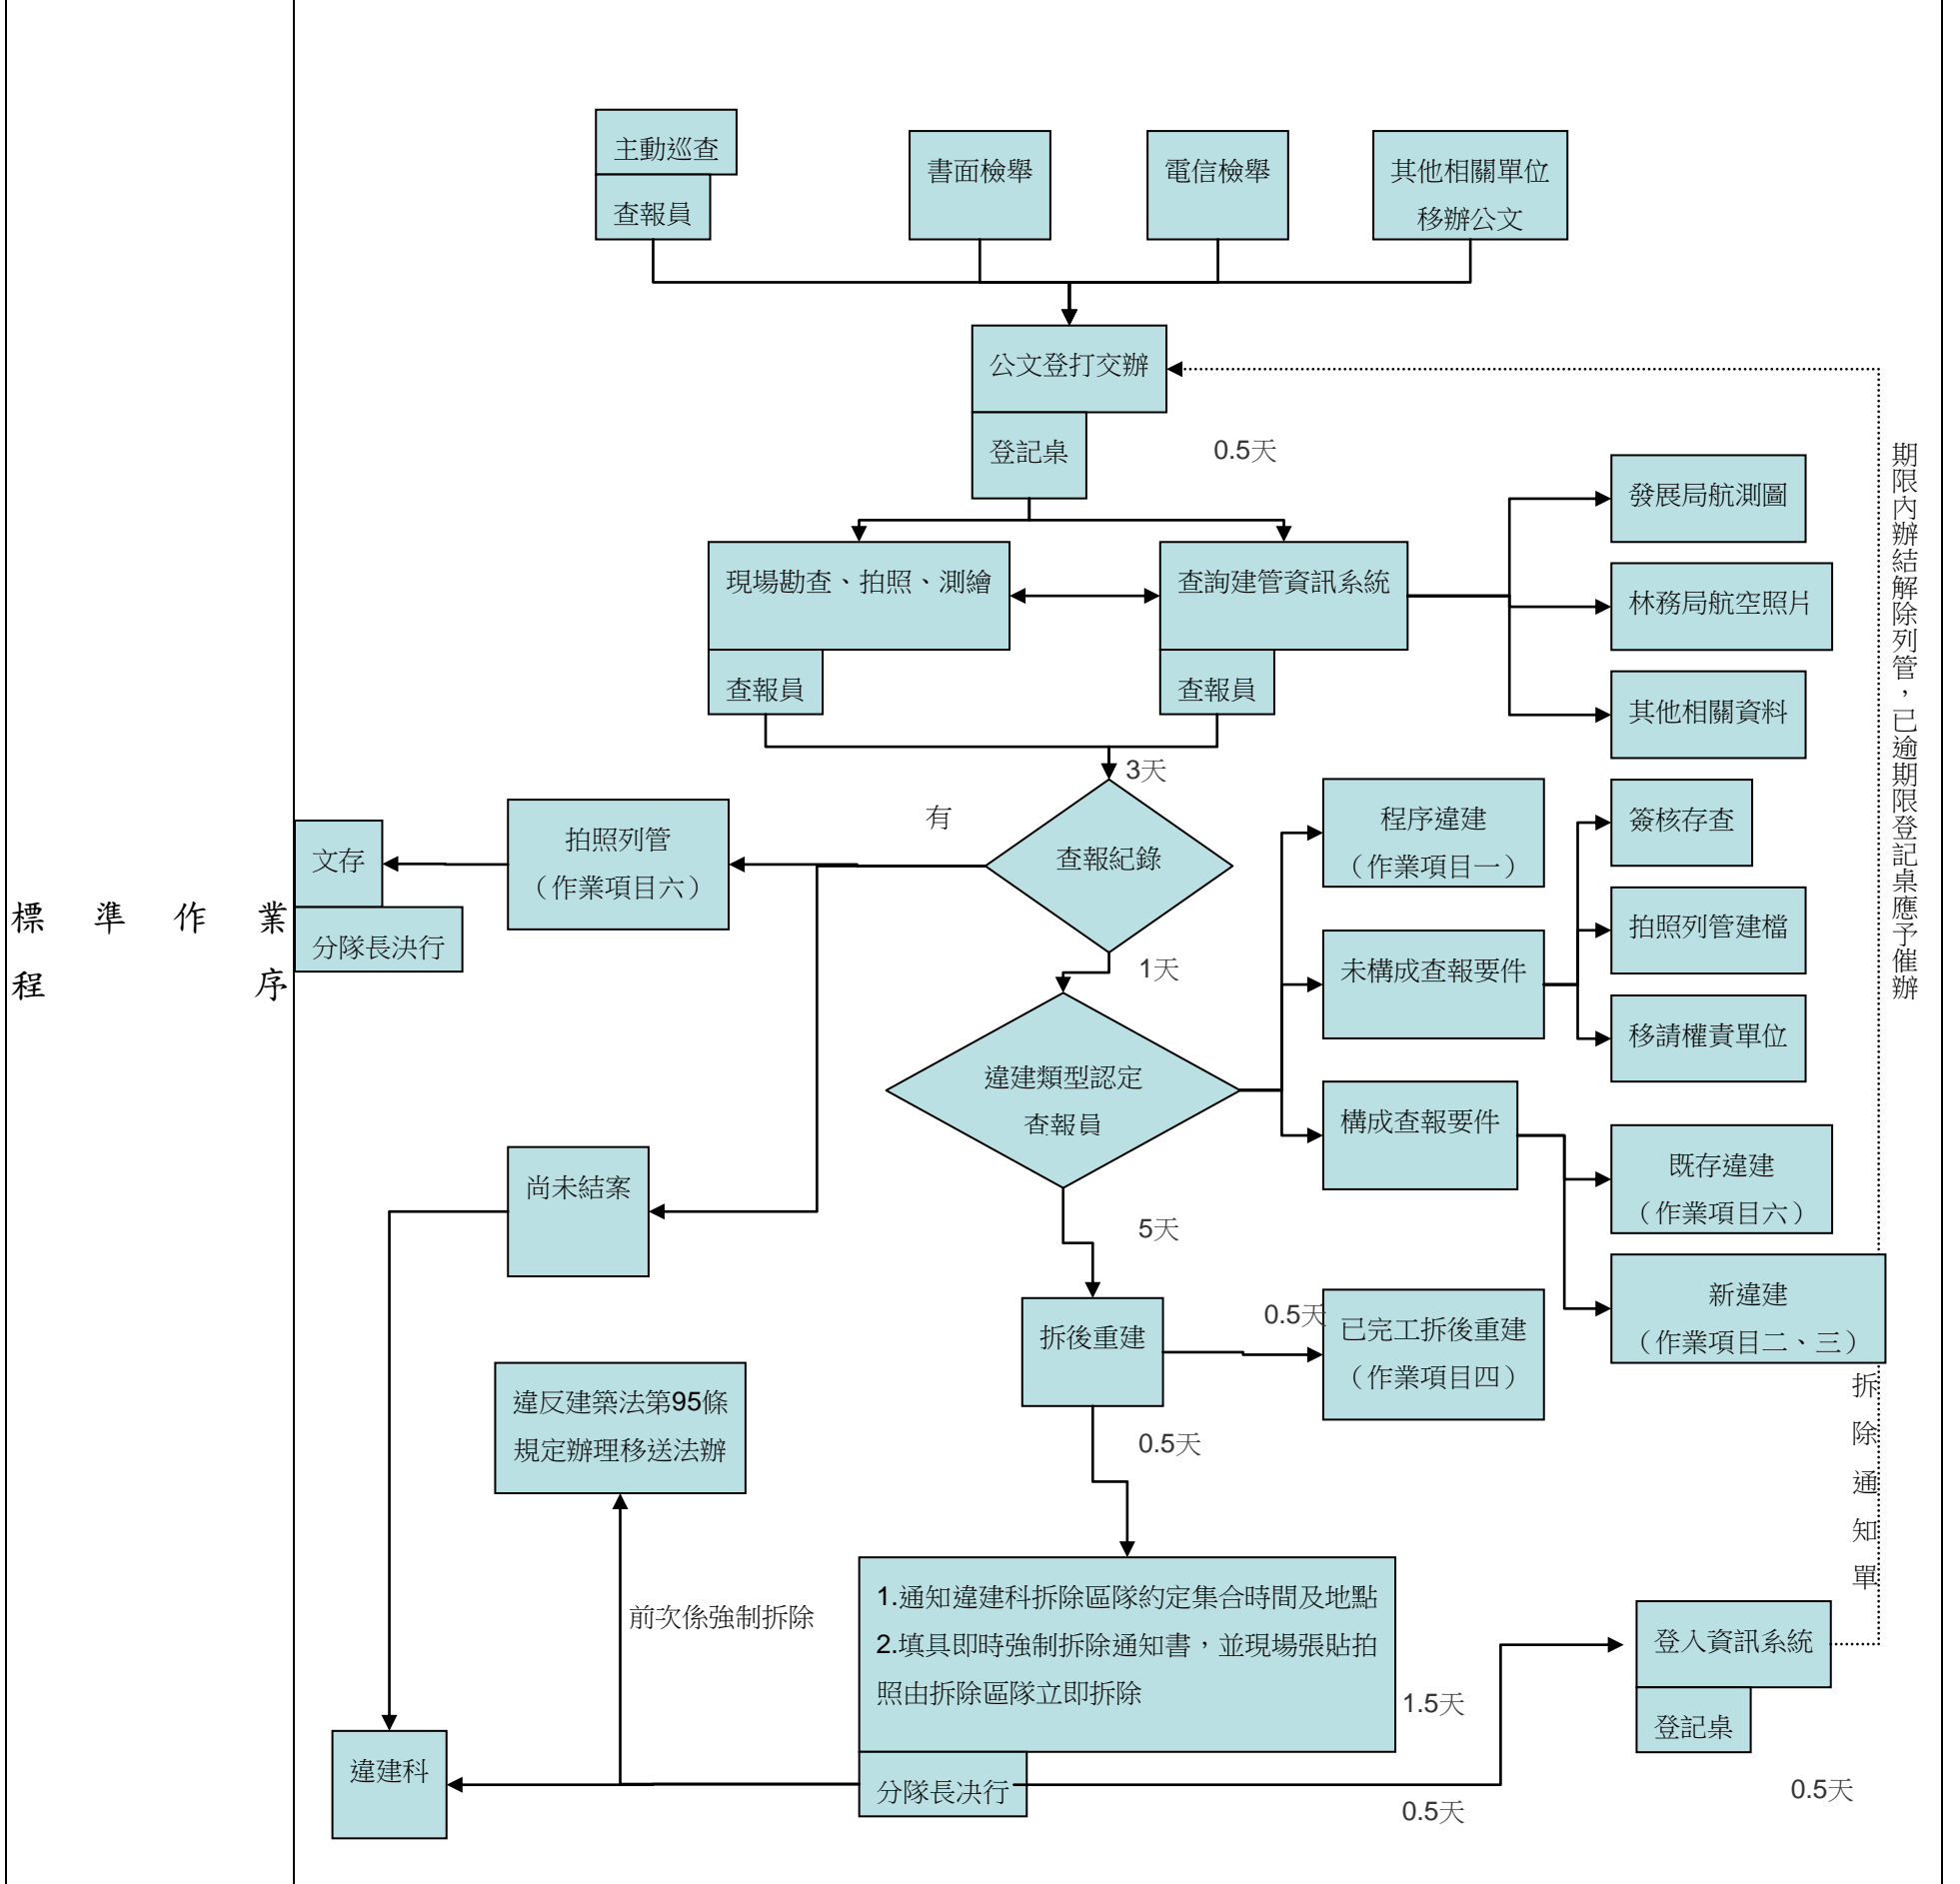 標準作業
程序
主動巡查
查報員
書面檢舉
電信檢舉
其他相關單位
移辦公文
公文登打交辦
登記桌
0.5天
現場勘查、拍照、測繪
查報員
查詢建管資訊系統
查報員
發展局航測圖
林務局航空照片
其他相關資料
3天
有
查報紀錄
拍照列管
（作業項目六）
文存
分隊長決行
1天
違建類型認定
查報員
程序違建
（作業項目一）
未構成查報要件
簽核存查
拍照列管建檔
移請權責單位
構成查報要件
既存違建
（作業項目六）
新違建
（作業項目二、三）
尚未結案
5天
拆後重建
0.5天
已完工拆後重建
（作業項目四）
0.5天
違反建築法第95條
規定辦理移送法辦
前次係強制拆除
1.通知違建科拆除區隊約定集合時間及地點
2.填具即時強制拆除通知書，並現場張貼拍
照由拆除區隊立即拆除
分隊長決行
1.5天
0.5天
違建科
登入資訊系統
登記桌
0.5天
拆除通知單
期限內辦結解除列管，已逾期限登記桌應予催辦